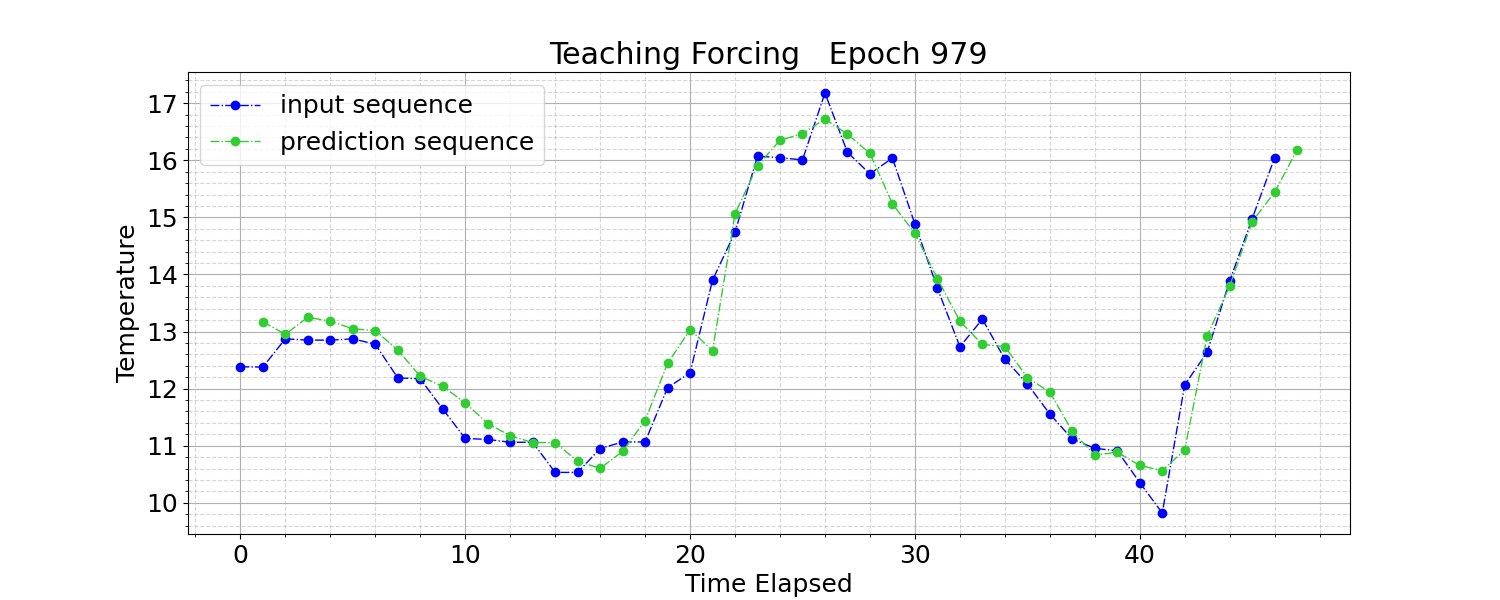 Teaching Forcing   Epoch 979
input sequence
prediction sequence
Temperature
17
16
15
14
13
12
11
10
0 10 20 30 40
Time Elapsed